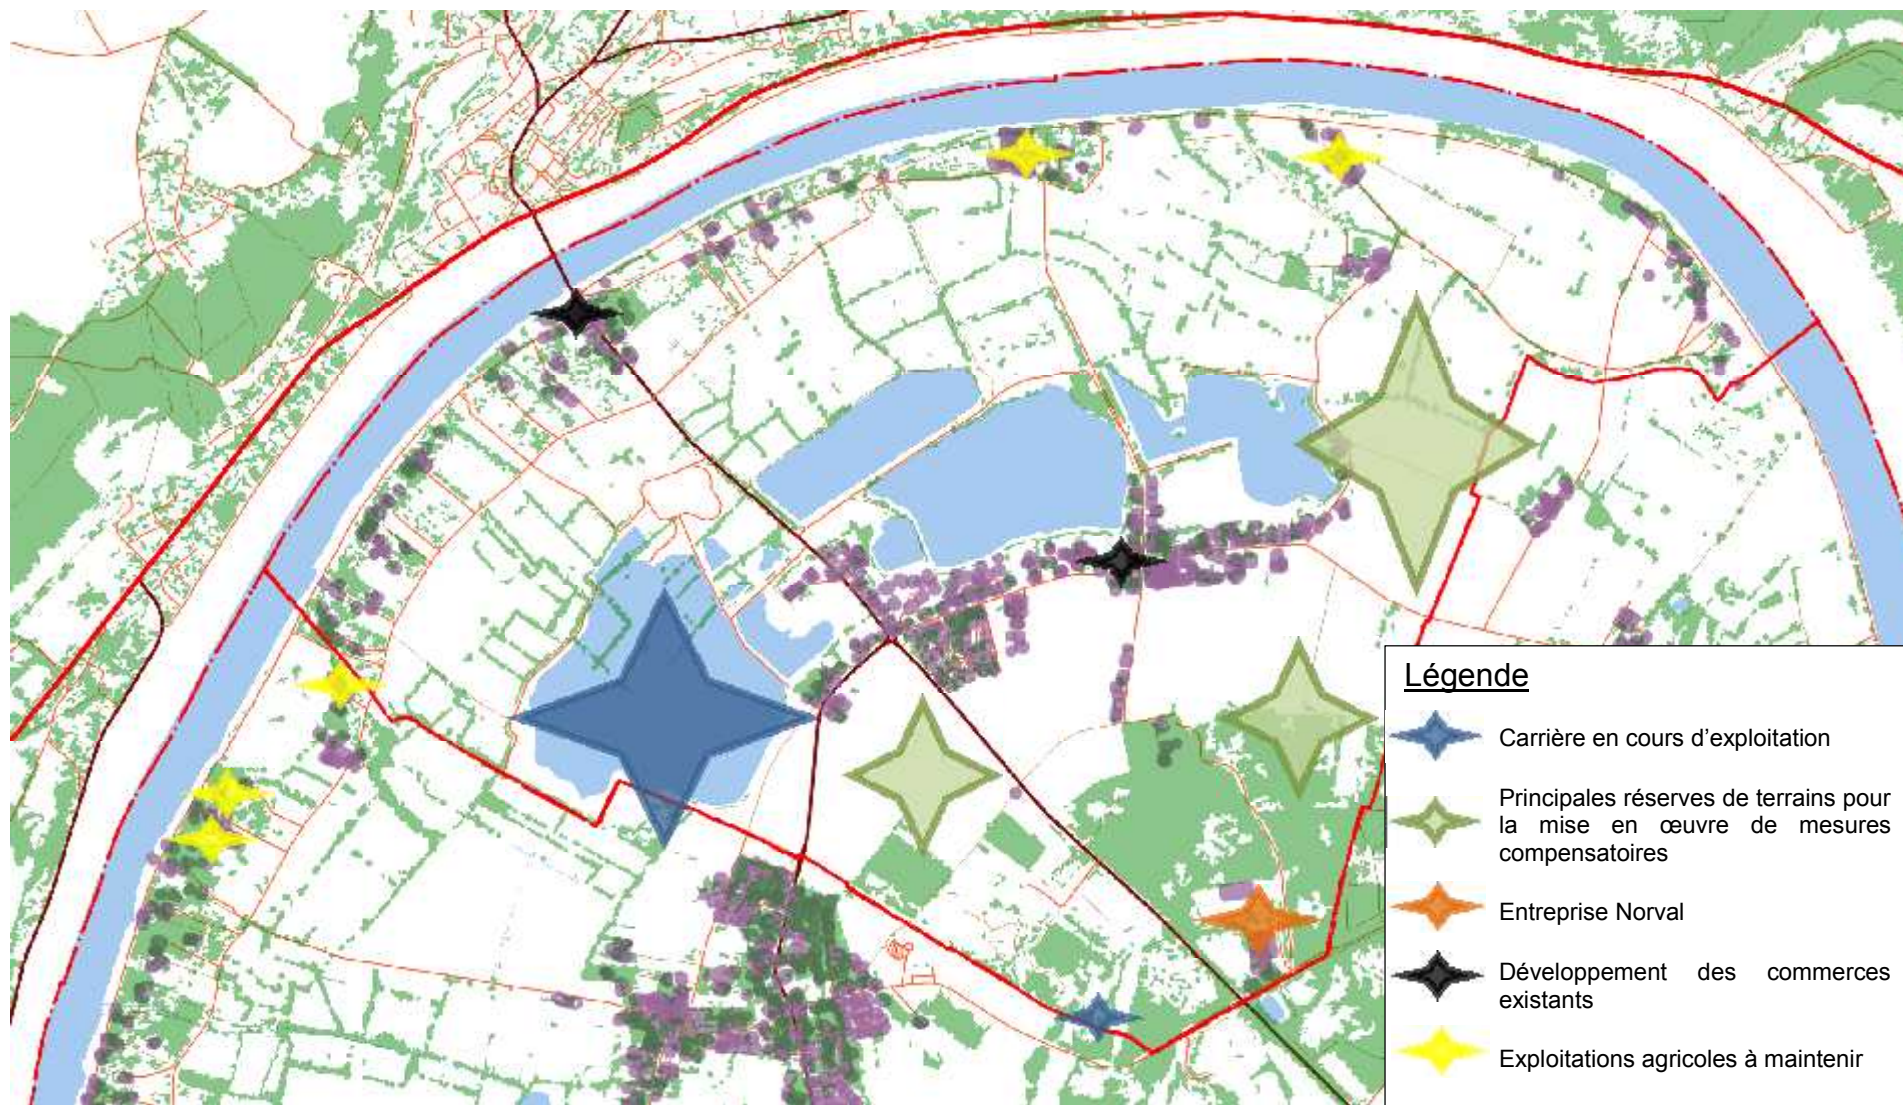 Légende
Carrière en cours d'exploitation
Principales réserves de terrains pour
la mise en œuvre de mesures
compensatoires
Entreprise Norval
Développement des commerces
existants
Exploitations agricoles à maintenir